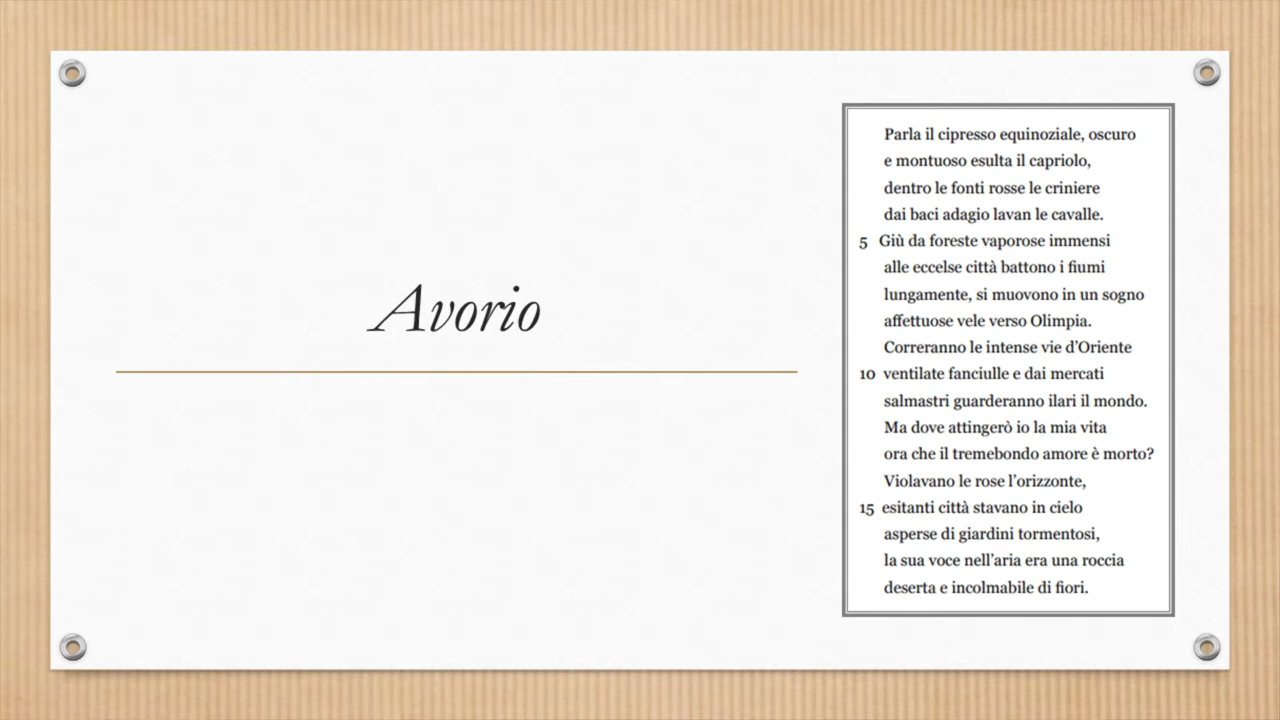 Avorio
Parla il cipresso equinoziale, oscuro
e montuoso esulta il capriolo,
dentro le fonti rosse le criniere
dai baci adagio lavan le cavalle.
5 Giù da foreste vaporose immensi
alle eccelse città battono i fiumi
lungamente, si muovono in un sogno
affettuose vele verso Olimpia.
Correranno le intense vie d'Oriente
10 ventilate fanciulle e dai mercati
salmastri guarderanno ilari il mondo.
Ma dove attingerò io la mia vita
ora che il tremebondo amore è morto?
Violavano le rose l'orizzonte,
15 esitanti città stavano in cielo
asperse di giardini tormentosi,
la sua voce nell'aria era una roccia
deserta e incolmabile di fiori.